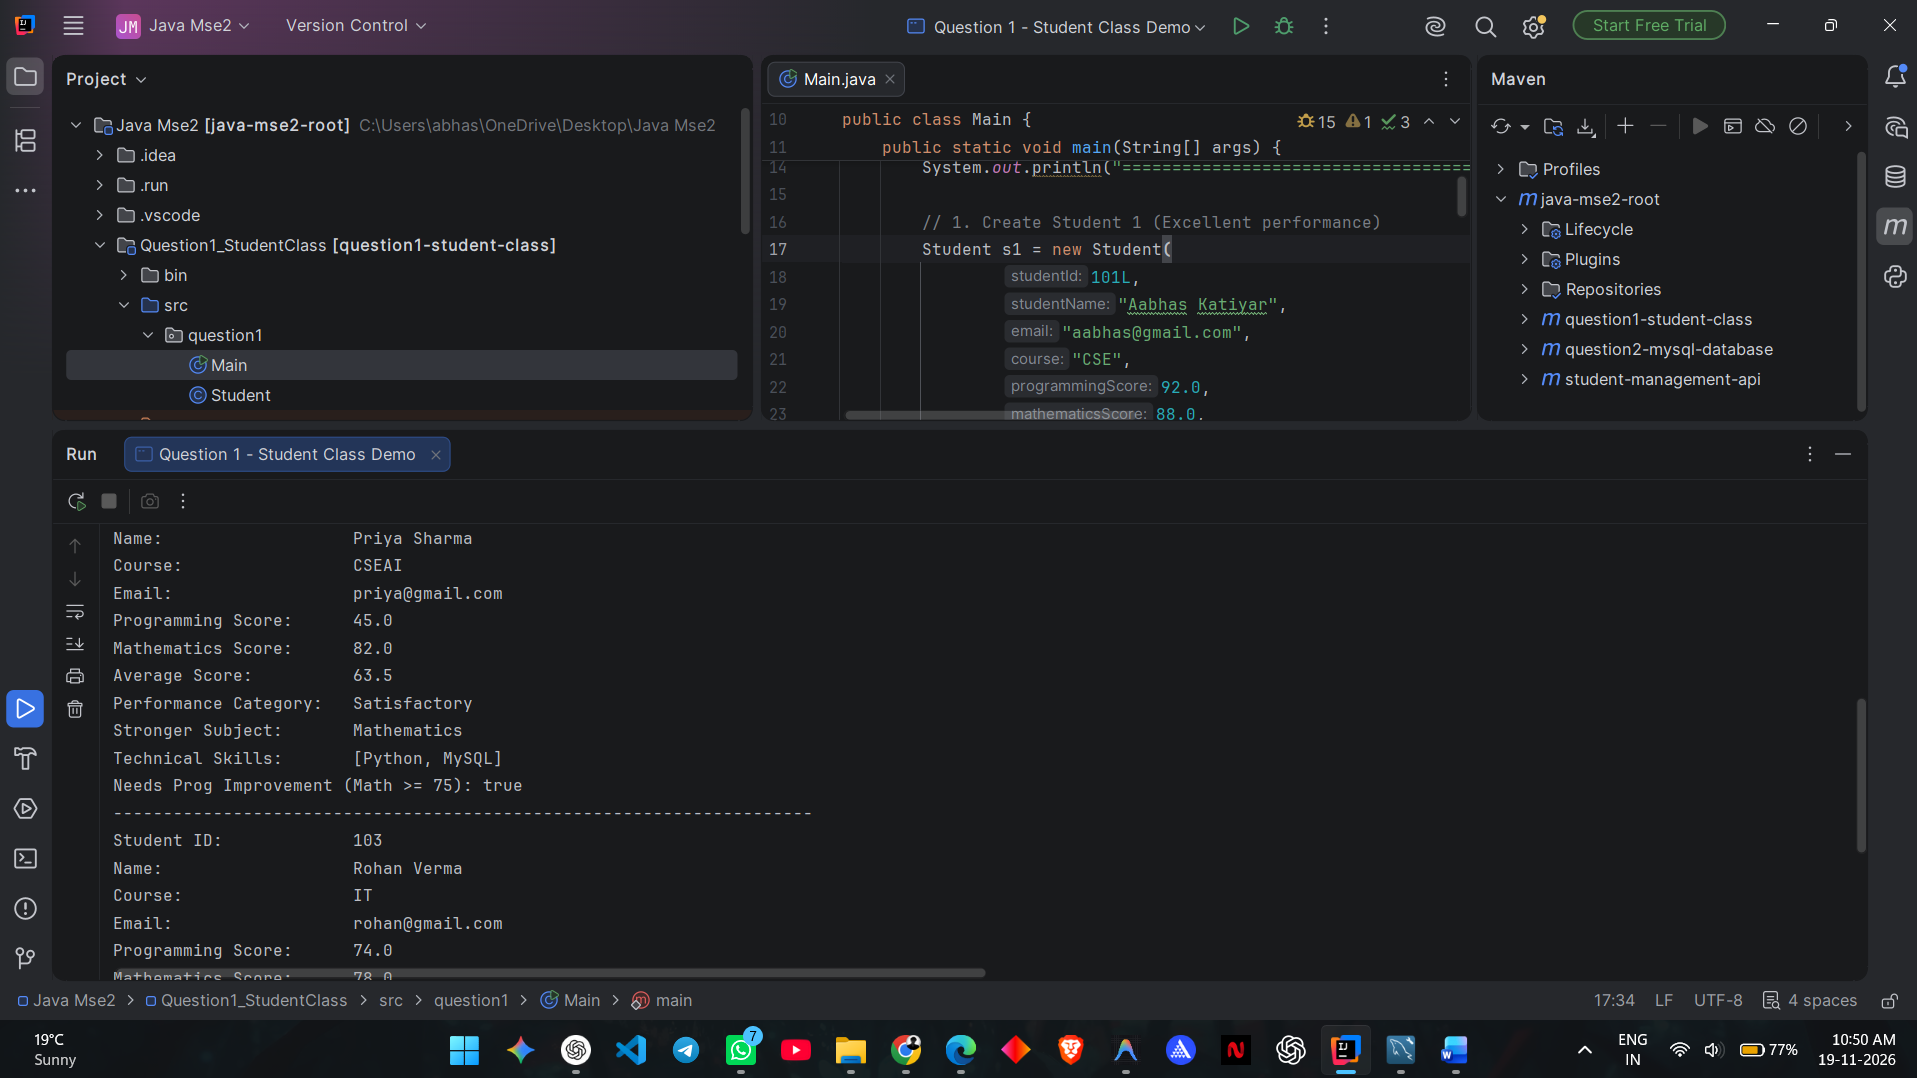 JM Java Mse2
Version Control
Question 1 - Student Class Demo
Start Free Trial
Project
Java Mse2 [java-mse2-root] C:\Users\abhas\OneDrive\Desktop\Java Mse2
.idea
.run
.vscode
Question1_StudentClass [question1-student-class]
bin
src
question1
Main
Student
Main.java
10 public class Main {
15 1 3
11 public static void main(String[] args) {
14 System.out.println("===================================
15
16 // 1. Create Student 1 (Excellent performance)
17 Student s1 = new Student(
18 studentId: 101L,
19 studentName: "Aabhas Katiyar",
20 email: "aabhas@gmail.com",
21 course: "CSE",
22 programmingScore: 92.0,
23 mathematicsScore: 88.0,
Maven
Profiles
java-mse2-root
Lifecycle
Plugins
Repositories
question1-student-class
question2-mysql-database
student-management-api
Run
Question 1 - Student Class Demo
Name: Priya Sharma
Course: CSEAI
Email: priya@gmail.com
Programming Score: 45.0
Mathematics Score: 82.0
Average Score: 63.5
Performance Category: Satisfactory
Stronger Subject: Mathematics
Technical Skills: [Python, MySQL]
Needs Prog Improvement (Math >= 75): true
----------------------------------------------------------------------
Student ID: 103
Name: Rohan Verma
Course: IT
Email: rohan@gmail.com
Programming Score: 74.0
Mathematics Score: 78.0
Java Mse2 > Question1_StudentClass > src > question1 > Main > main
17:34 LF UTF-8 4 spaces
19°C
Sunny
7
ENG
IN
77%
10:50 AM
19-11-2026